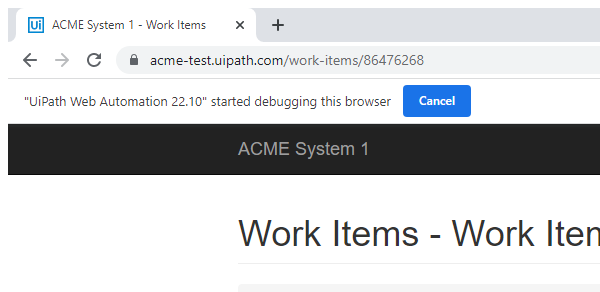 Ui ACME System 1 - Work Items
acme-test.uipath.com/work-items/86476268
"UiPath Web Automation 22.10" started debugging this browser Cancel
ACME System 1
Work Items - Work Iten